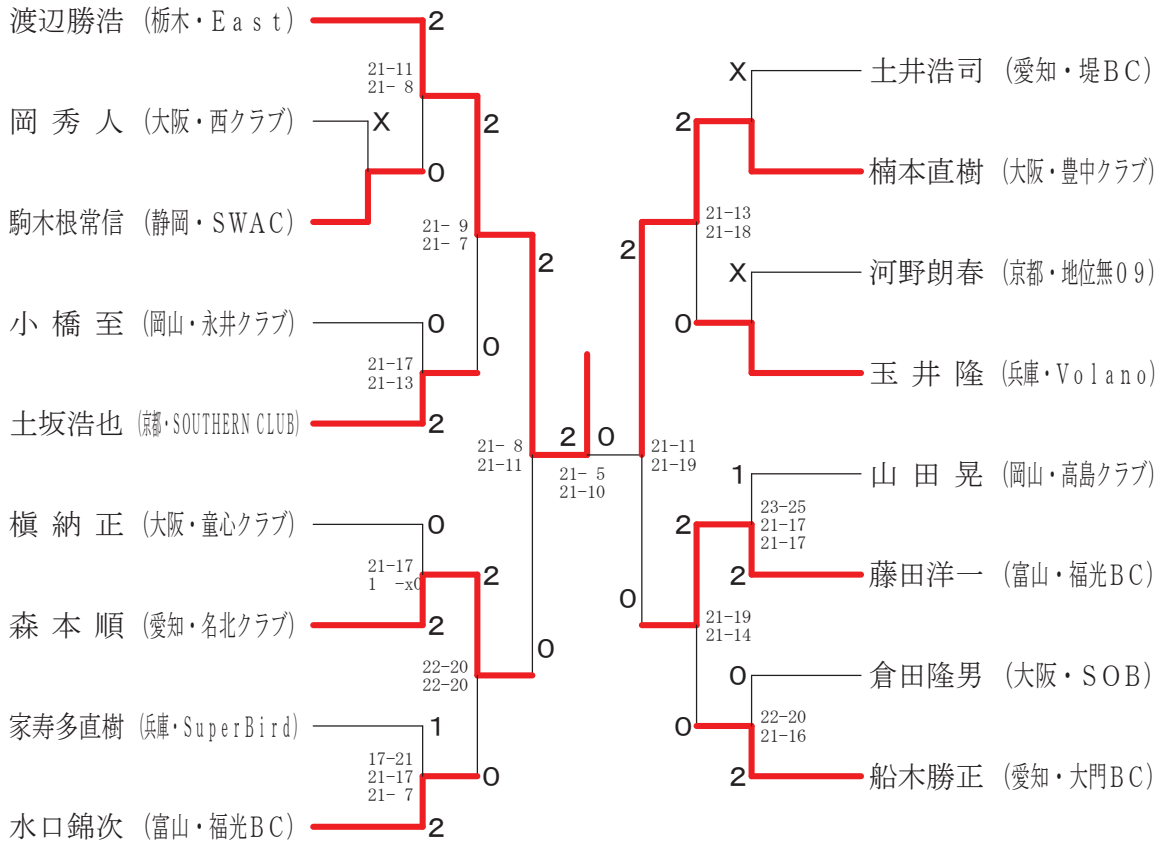 渡辺勝浩 (栃木・East) 2
21-11
21- 8
岡秀人 (大阪・西クラブ) X
2
0
駒木根常信 (静岡・SWAC)
21- 9
21- 7
2
小橋至 (岡山・永井クラブ) 0
0
21-17
21-13
土坂浩也 (京都・SOUTHERN CLUB) 2
21- 8
21-11
槇納正 (大阪・童心クラブ) 0
21-17
1 -x0
2
森本順 (愛知・名北クラブ) 2
0
22-20
22-20
家寿多直樹 (兵庫・SuperBird) 1
17-21
21-17
21- 7
0
水口錦次 (富山・福光BC) 2
2 0
21- 5
21-10
X 土井浩司 (愛知・堤BC)
2
楠本直樹 (大阪・豊中クラブ)
21-13
21-18
2
X 河野朗春 (京都・地位無09)
0
玉井隆 (兵庫・Volano)
21-11
21-19
1 山田晃 (岡山・高島クラブ)
23-25
21-17
21-17
2
2 藤田洋一 (富山・福光BC)
0
21-19
21-14
0 倉田隆男 (大阪・SOB)
22-20
21-16
0
2 船木勝正 (愛知・大門BC)